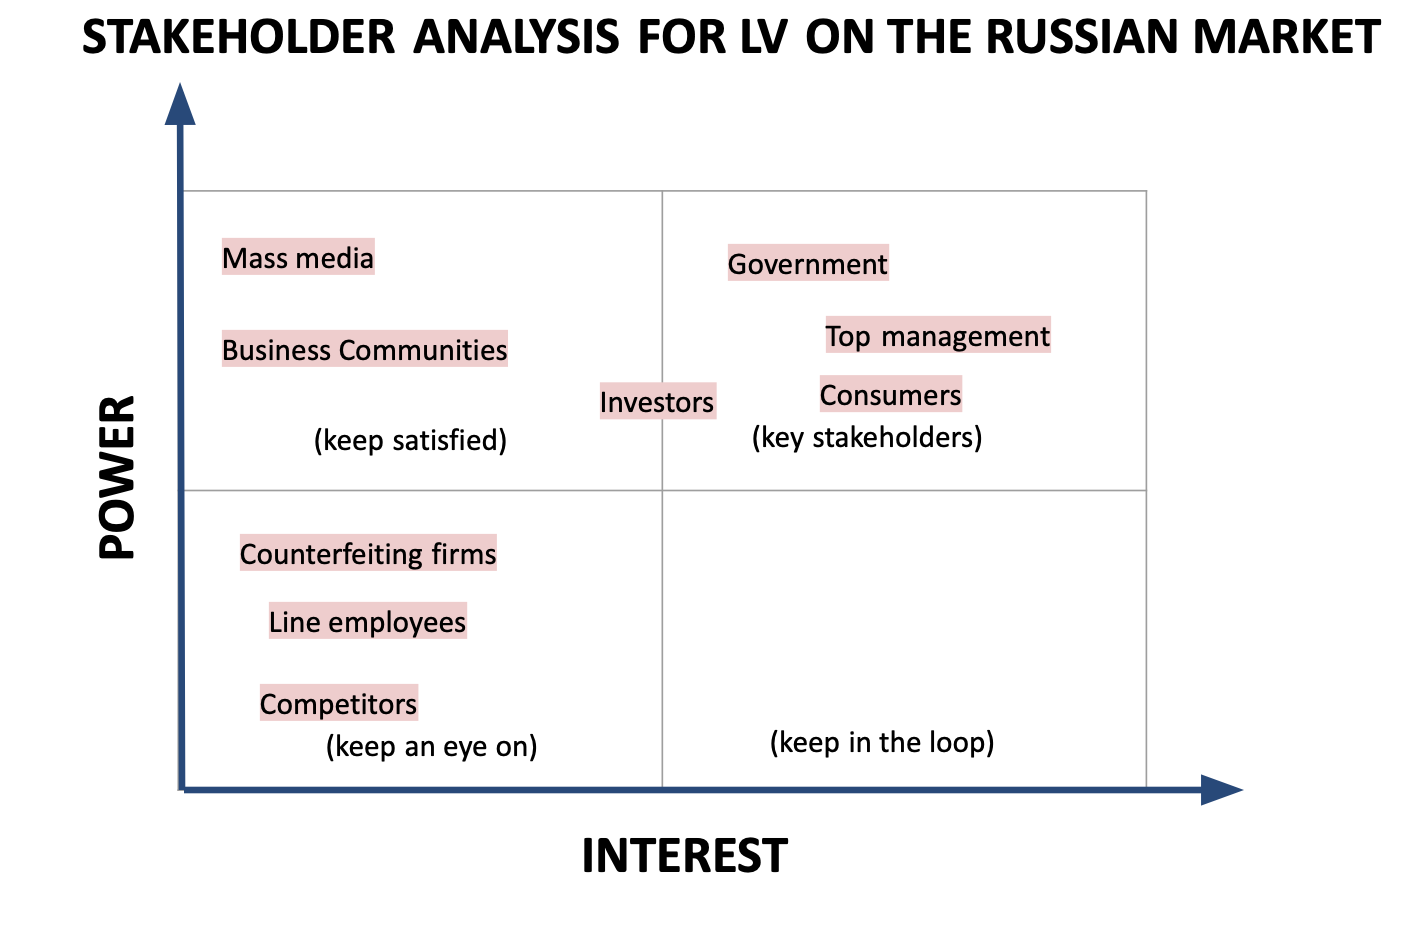 STAKEHOLDER ANALYSIS FOR LV ON THE RUSSIAN MARKET
Mass media
Government
Top management
Business Communities
Consumers
Investors
(keep satisfied)
(key stakeholders)
POWER
Counterfeiting firms
Line employees
Competitors
(keep an eye on)
(keep in the loop)
INTEREST